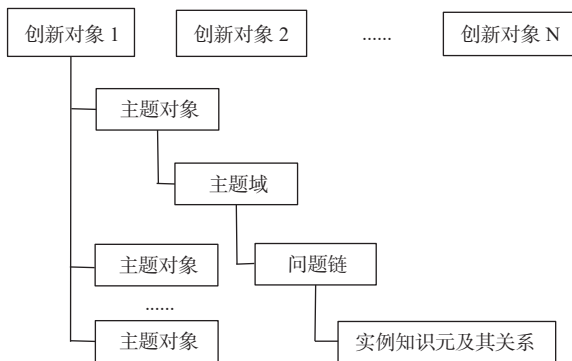 创新对象 1
创新对象 2
......
创新对象 N
主题对象
主题域
主题对象
问题链
......
主题对象
实例知识元及其关系